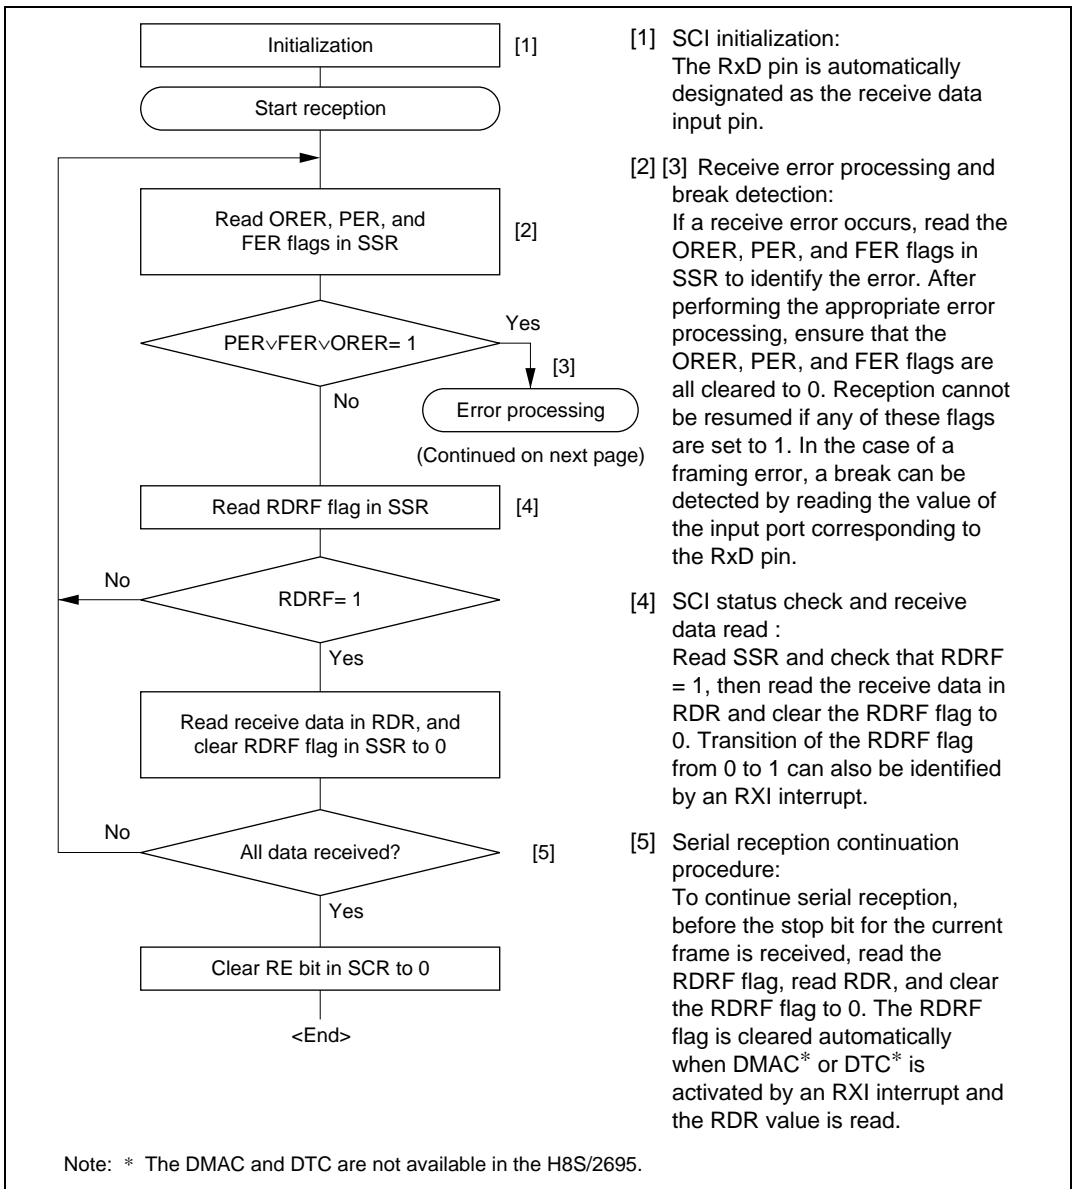 Initialization
[1]
Start reception
Read ORER, PER, and
FER flags in SSR
[2]
PER∨FER∨ORER= 1
Yes
[3]
No
Error processing
(Continued on next page)
Read RDRF flag in SSR
[4]
No
RDRF= 1
Yes
Read receive data in RDR, and
clear RDRF flag in SSR to 0
No
All data received?
[5]
Yes
Clear RE bit in SCR to 0
<End>
[1] SCI initialization:
The RxD pin is automatically
designated as the receive data
input pin.
[2] [3] Receive error processing and
break detection:
If a receive error occurs, read the
ORER, PER, and FER flags in
SSR to identify the error. After
performing the appropriate error
processing, ensure that the
ORER, PER, and FER flags are
all cleared to 0. Reception cannot
be resumed if any of these flags
are set to 1. In the case of a
framing error, a break can be
detected by reading the value of
the input port corresponding to
the RxD pin.
[4] SCI status check and receive
data read :
Read SSR and check that RDRF
= 1, then read the receive data in
RDR and clear the RDRF flag to
0. Transition of the RDRF flag
from 0 to 1 can also be identified
by an RXI interrupt.
[5] Serial reception continuation
procedure:
To continue serial reception,
before the stop bit for the current
frame is received, read the
RDRF flag, read RDR, and clear
the RDRF flag to 0. The RDRF
flag is cleared automatically
when DMAC* or DTC* is
activated by an RXI interrupt and
the RDR value is read.
Note: * The DMAC and DTC are not available in the H8S/2695.